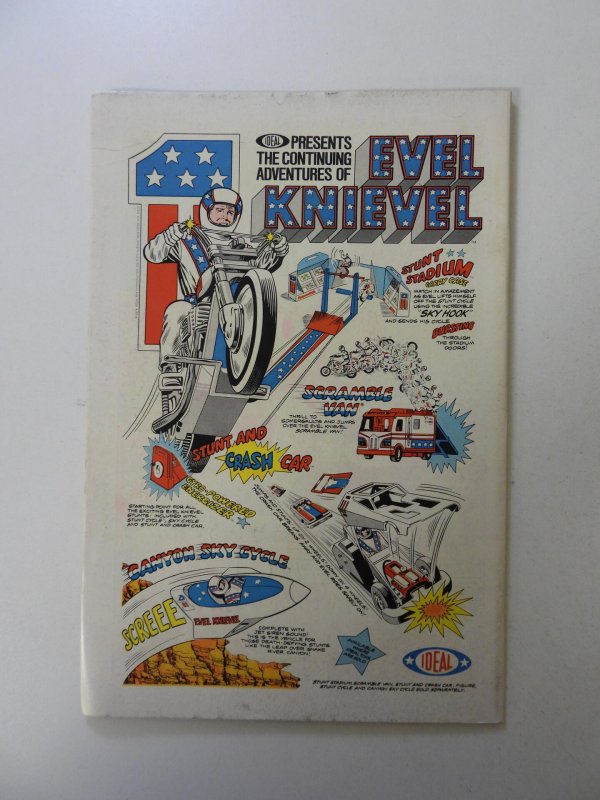 IDEAL PRESENTS
THE CONTINUING
ADVENTURES OF
EVEL
KNIEVEL
1
STUNT
STADIUM
CARRY CASE
WATCH IN AMAZEMENT
AS EVEL LIFTS HIMSELF
OFF THE STUNT CYCLE
USING THE INCREDIBLE
"SKY HOOK"
AND SENDS HIS CYCLE
BURSTING
THROUGH
THE STADIUM
DOORS!
SCRAMBLE
VAN
THRILL TO
SOMERSAULTS AND JUMPS
OVER THE EVEL KNIEVEL
SCRAMBLE VAN!
STUNT AND
CRASH CAR
GYRO-POWERED
ENERGIZER
STARTING POINT FOR ALL
THE EXCITING EVEL KNIEVEL
STUNTS! INCLUDED WITH
STUNT CYCLE, SKY CYCLE
AND STUNT AND CRASH CAR.
CANYON SKY CYCLE
SCREEE
EVEL KNIEVEL
COMPLETE WITH
JET SIREN SOUND!
THIS IS THE VEHICLE FOR
THOSE DEATH-DEFYING STUNTS
LIKE THE LEAP OVER SNAKE
RIVER CANYON!
IDEAL
STUNT STADIUM, SCRAMBLE VAN, STUNT AND CRASH CAR, FIGURE,
STUNT CYCLE AND CANYON SKY CYCLE SOLD SEPARATELY.